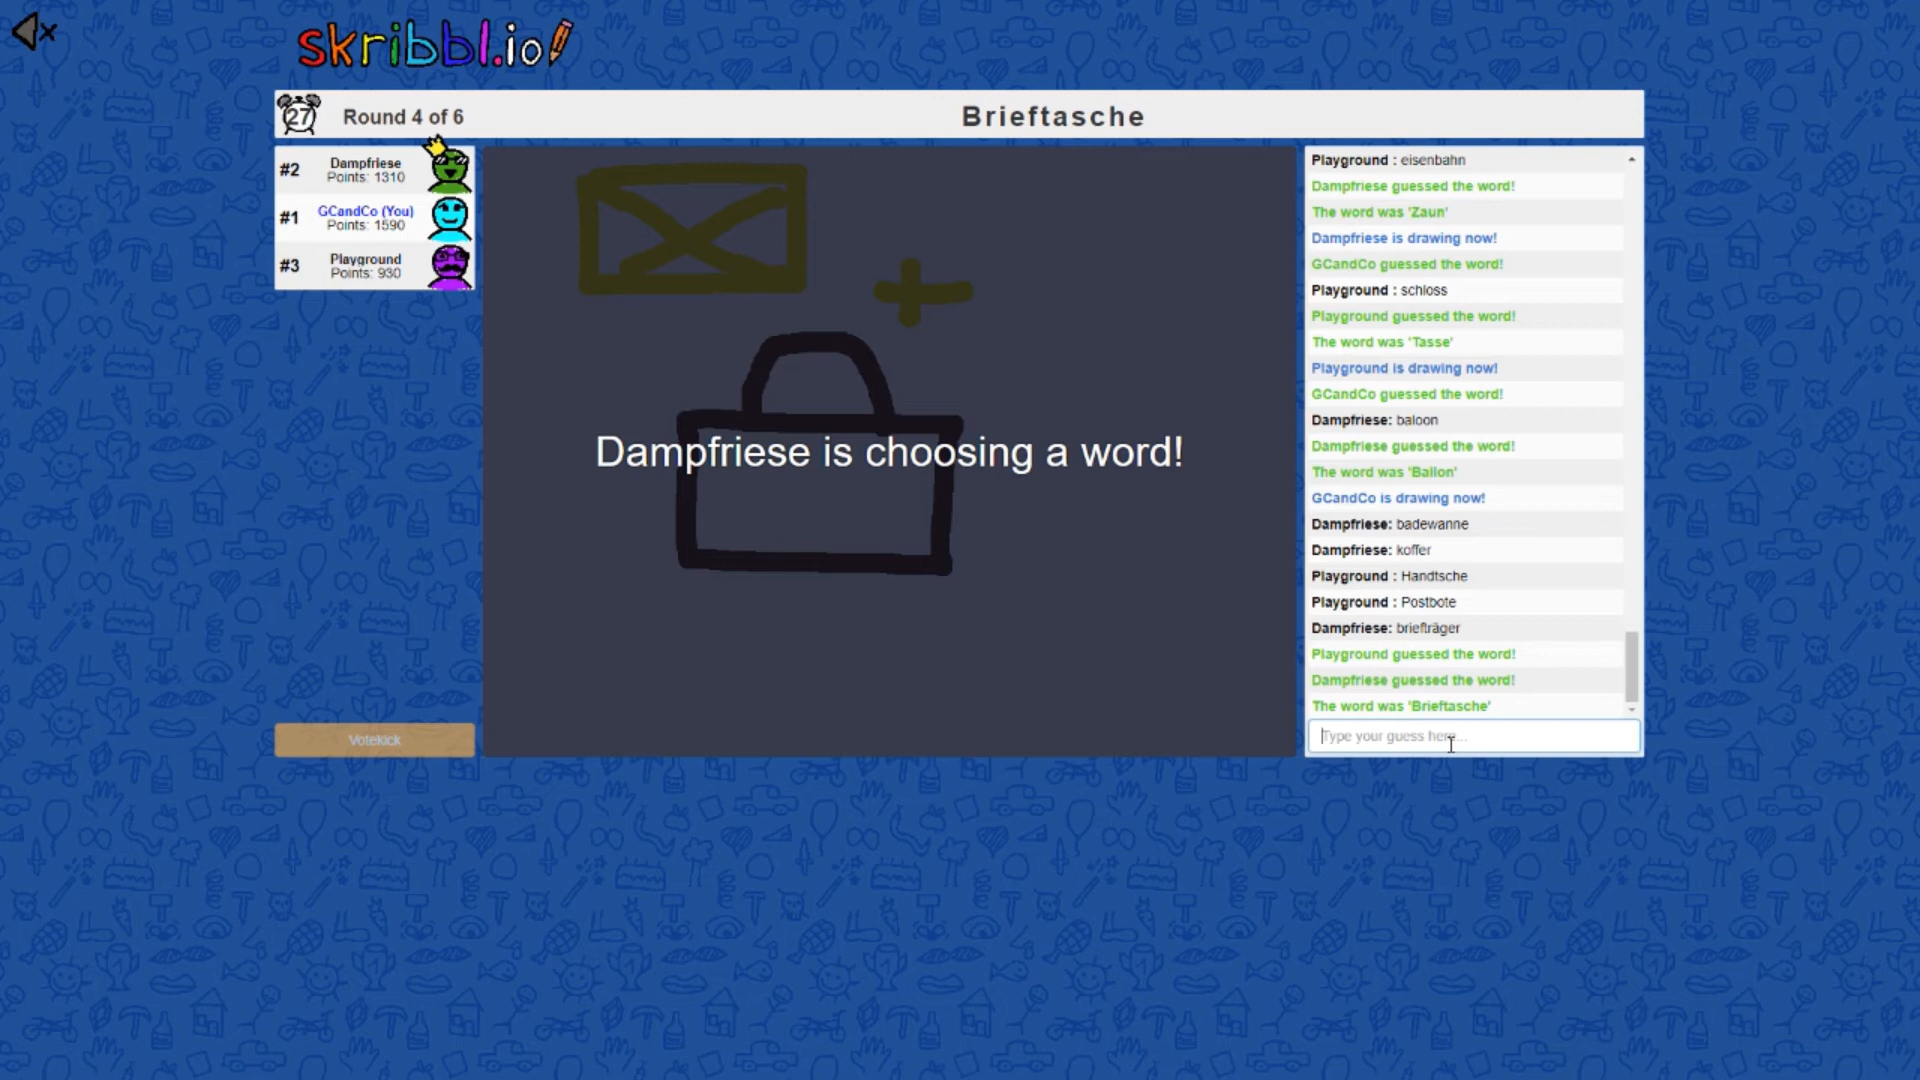 skribbl.io
27
Round 4 of 6
Brieftasche
#2
Dampfriese
Points: 1310
#1
GCandCo (You)
Points: 1590
#3
Playground
Points: 930
Votekick
Dampfriese is choosing a word!
Playground : eisenbahn
Dampfriese guessed the word!
The word was 'Zaun'
Dampfriese is drawing now!
GCandCo guessed the word!
Playground : schloss
Playground guessed the word!
The word was 'Tasse'
Playground is drawing now!
GCandCo guessed the word!
Dampfriese: baloon
Dampfriese guessed the word!
The word was 'Ballon'
GCandCo is drawing now!
Dampfriese: badewanne
Dampfriese: koffer
Playground : Handtsche
Playground : Postbote
Dampfriese: briefträger
Playground guessed the word!
Dampfriese guessed the word!
The word was 'Brieftasche'
Type your guess here...